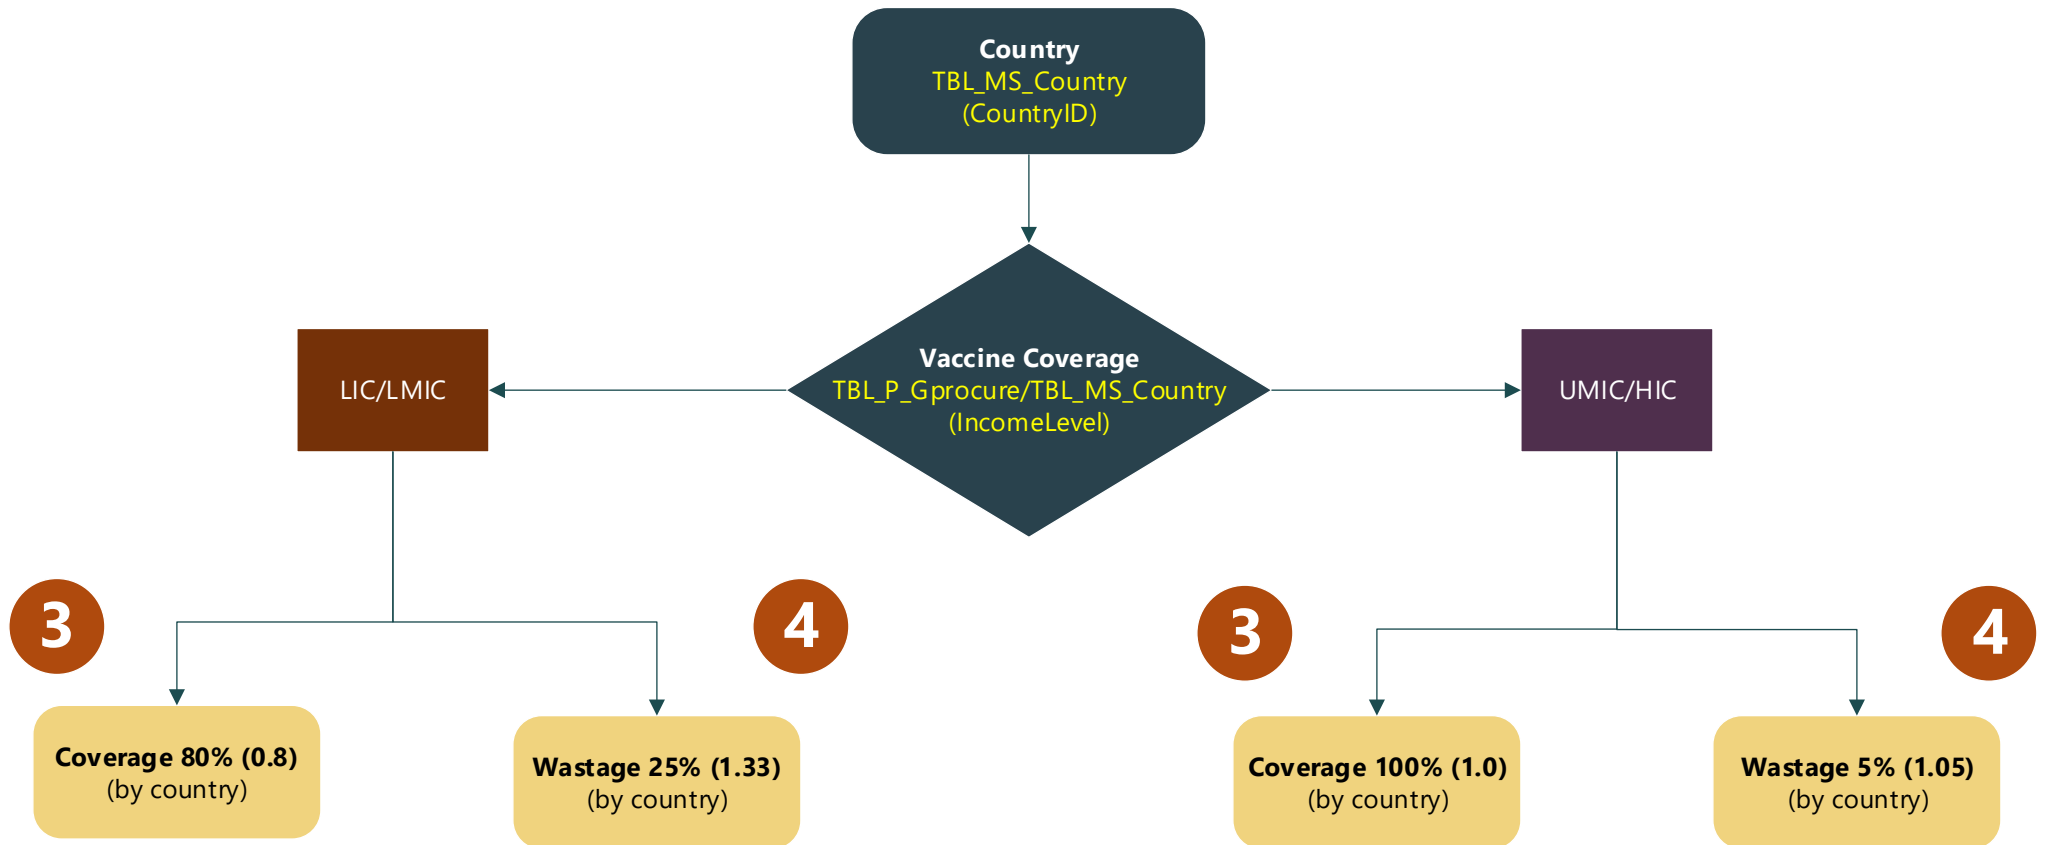 Country
TBL_MS_Country
(CountryID)
Vaccine Coverage
TBL_P_Gprocure/TBL_MS_Country
(IncomeLevel)
LIC/LMIC
UMIC/HIC
3
4
3
4
Coverage 80% (0.8)
(by country)
Wastage 25% (1.33)
(by country)
Coverage 100% (1.0)
(by country)
Wastage 5% (1.05)
(by country)